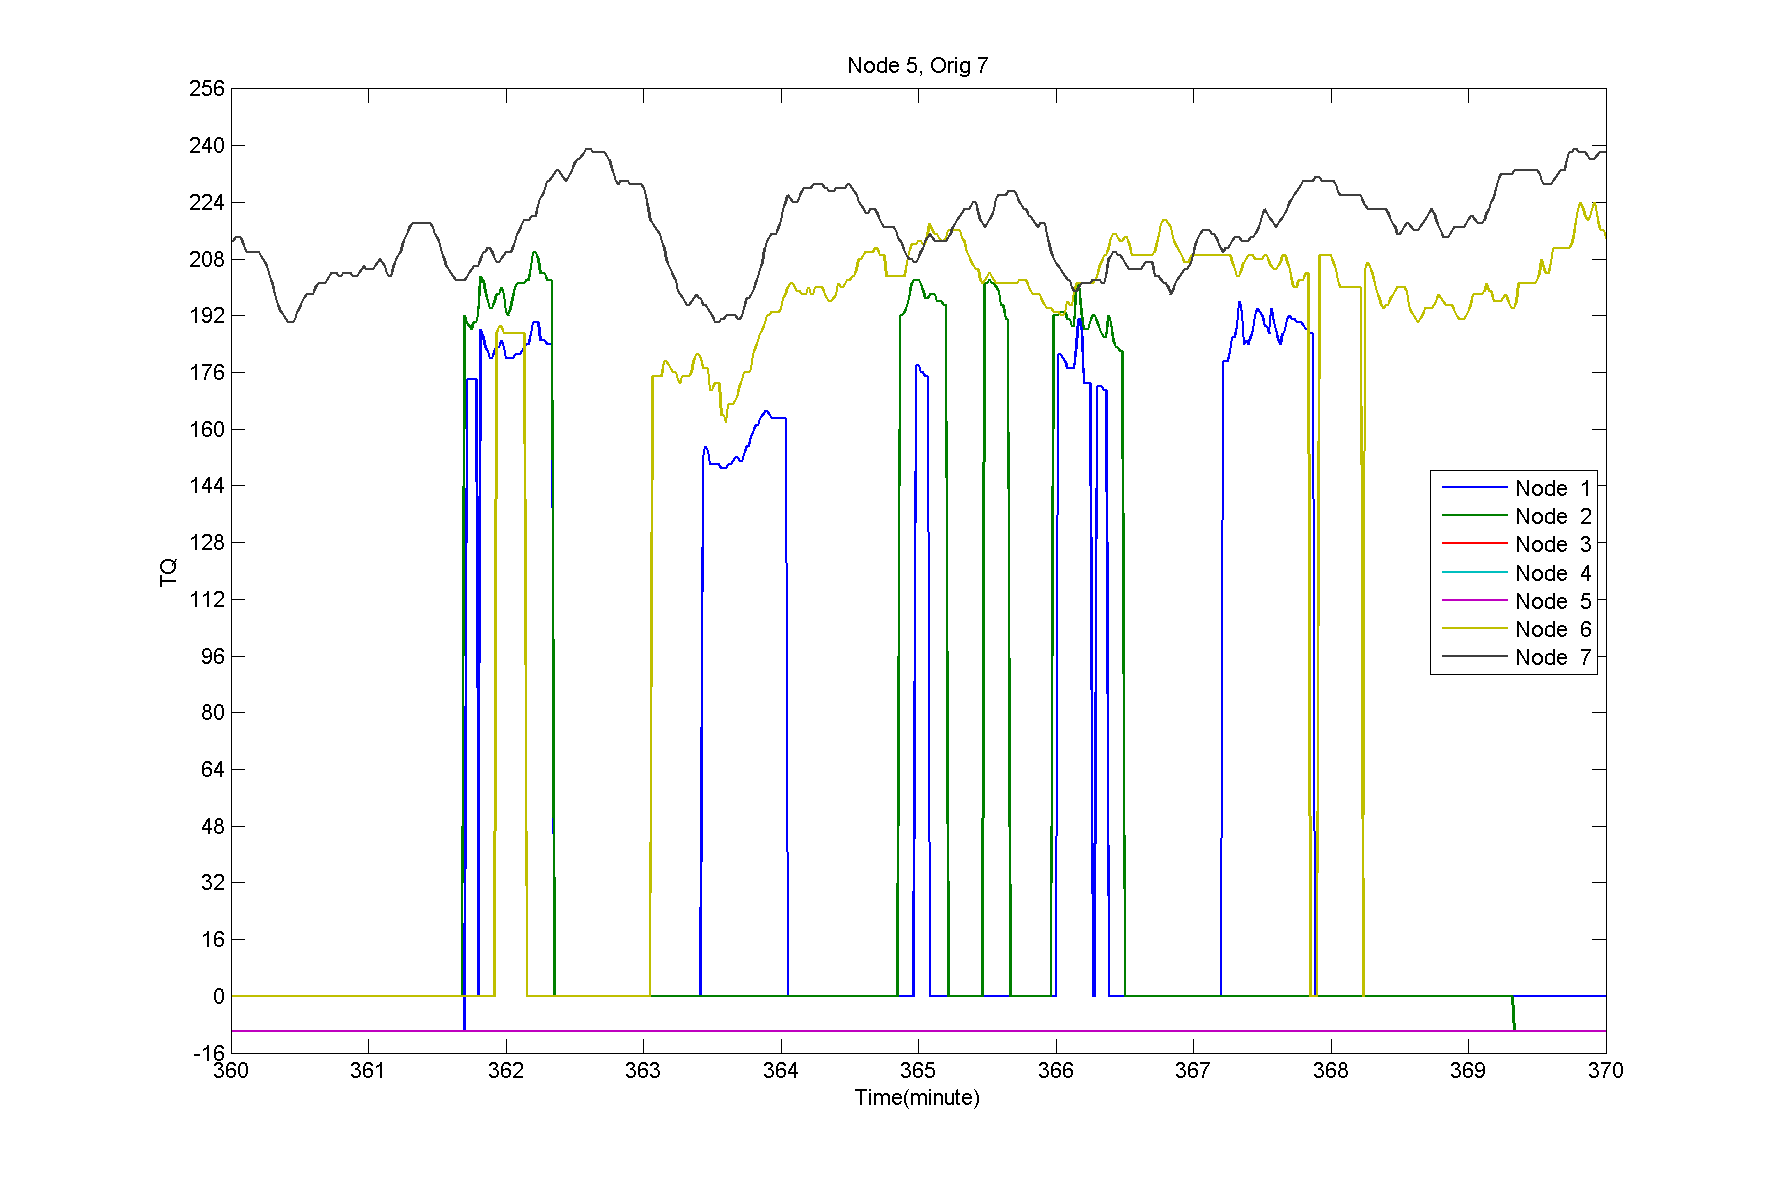 Node 5, Orig 7
256
240
224
208
192
176
160
144
128
112
96
80
64
48
32
16
0
-16
TQ
360 361 362 363 364 365 366 367 368 369 370
Time(minute)
Node 1
Node 2
Node 3
Node 4
Node 5
Node 6
Node 7